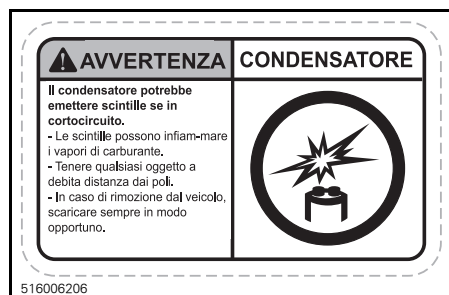 AVVERTENZA
CONDENSATORE
Il condensatore potrebbe
emettere scintille se in
cortocircuito.
- Le scintille possono infiam-mare
i vapori di carburante.
- Tenere qualsiasi oggetto a
debita distanza dai poli.
- In caso di rimozione dal veicolo,
scaricare sempre in modo
opportuno.
516006206